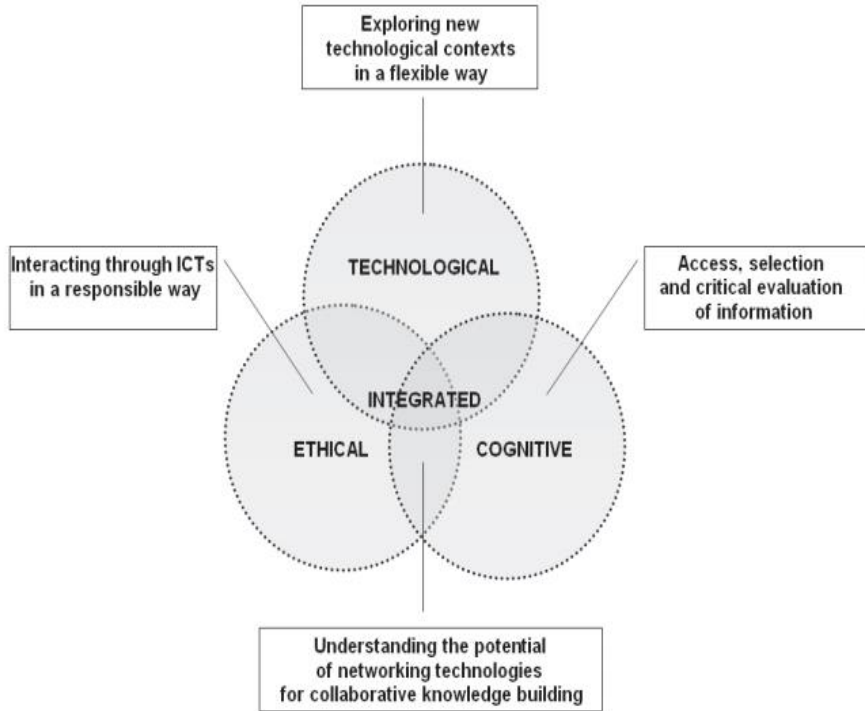 Exploring new
technological contexts
in a flexible way
TECHNOLOGICAL
Interacting through ICTs
in a responsible way
Access, selection
and critical evaluation
of information
INTEGRATED
ETHICAL
COGNITIVE
Understanding the potential
of networking technologies
for collaborative knowledge building